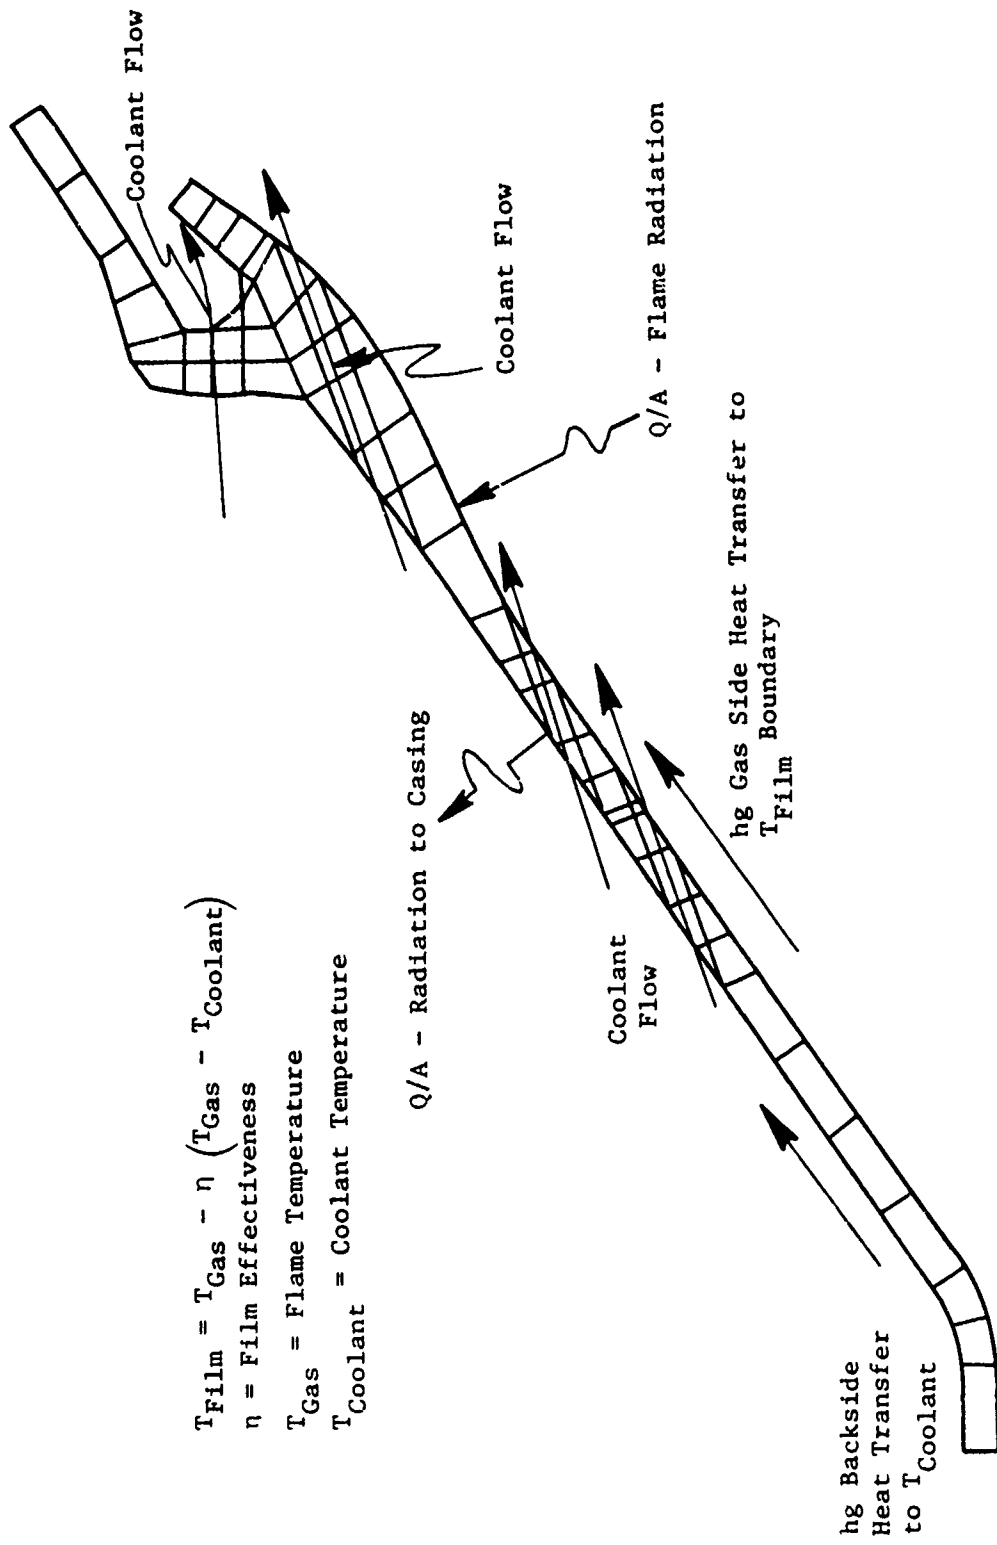 T_Film = T_Gas - η (T_Gas - T_Coolant)
η = Film Effectiveness
T_Gas = Flame Temperature
T_Coolant = Coolant Temperature
Coolant Flow
Coolant Flow
Q/A - Flame Radiation
Q/A - Radiation to Casing
hg Gas Side Heat Transfer to
T_Film Boundary
Coolant
Flow
hg Backside
Heat Transfer
to T_Coolant